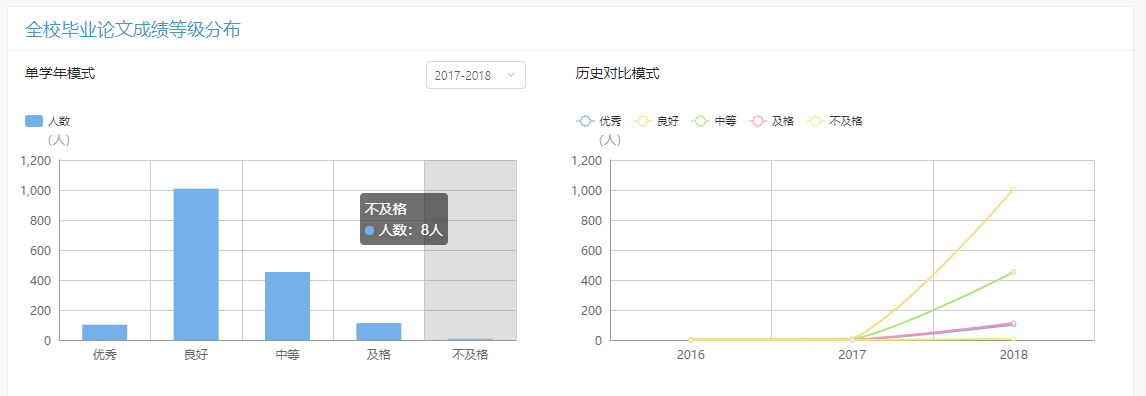 全校毕业论文成绩等级分布
单学年模式
2017-2018
人数
(人)
1,200
1,000
800
600
400
200
0
优秀
良好
中等
及格
不及格
不及格
人数：8人
历史对比模式
优秀 良好 中等 及格 不及格
(人)
1,200
1,000
800
600
400
200
0
2016
2017
2018